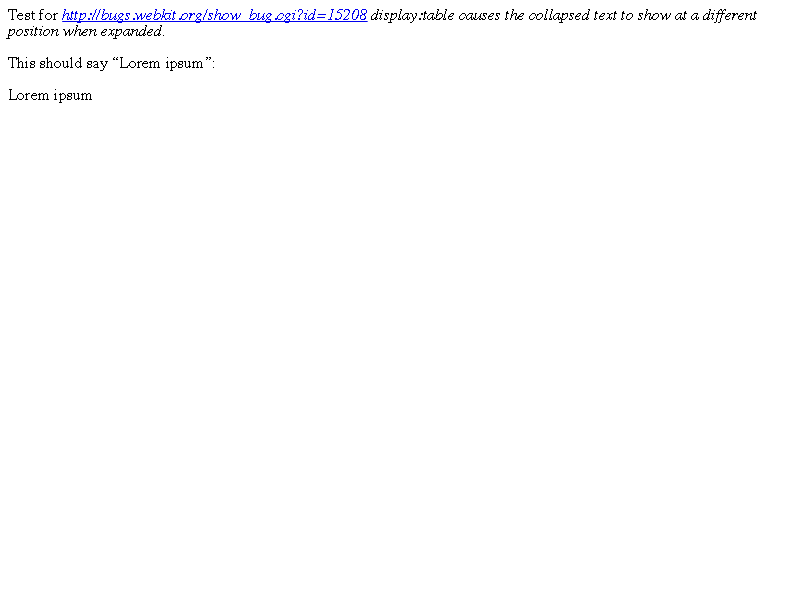 Test for http://bugs.webkit.org/show_bug.cgi?id=15208 display:table causes the collapsed text to show at a different
position when expanded.
This should say “Lorem ipsum”:
Lorem ipsum